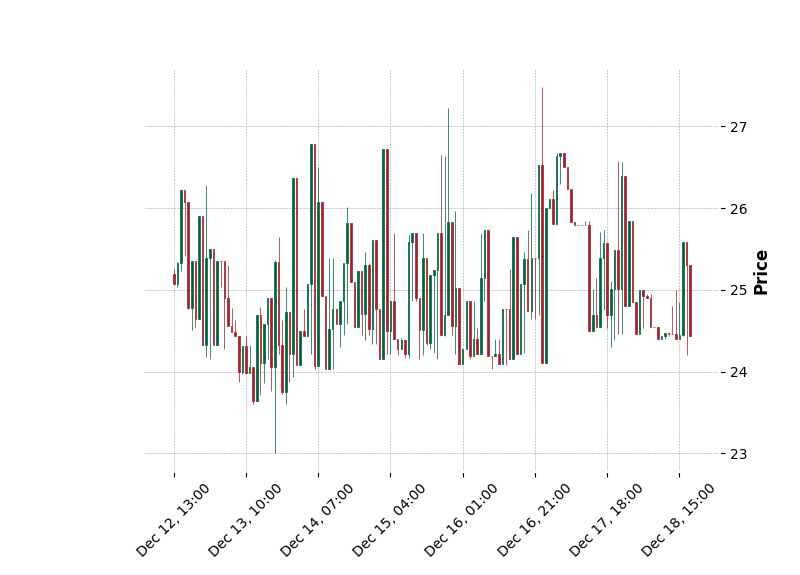 27
26
25
24
23
Price
Dec 12, 13:00
Dec 13, 10:00
Dec 14, 07:00
Dec 15, 04:00
Dec 16, 01:00
Dec 16, 21:00
Dec 17, 18:00
Dec 18, 15:00